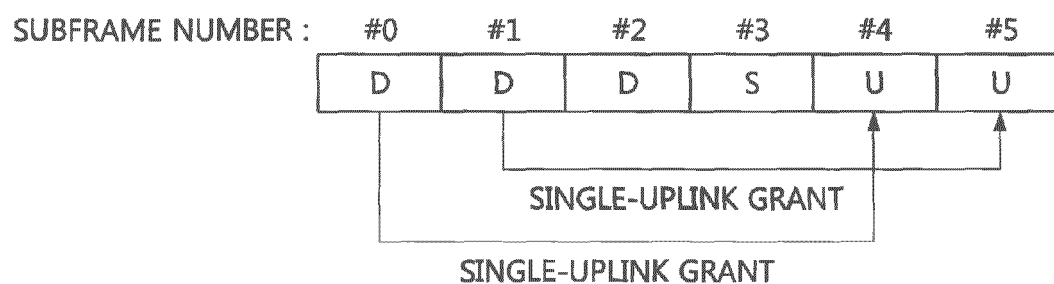 SUBFRAME NUMBER : #0 #1 #2 #3 #4 #5
D D D S U U
SINGLE-UPLINK GRANT
SINGLE-UPLINK GRANT